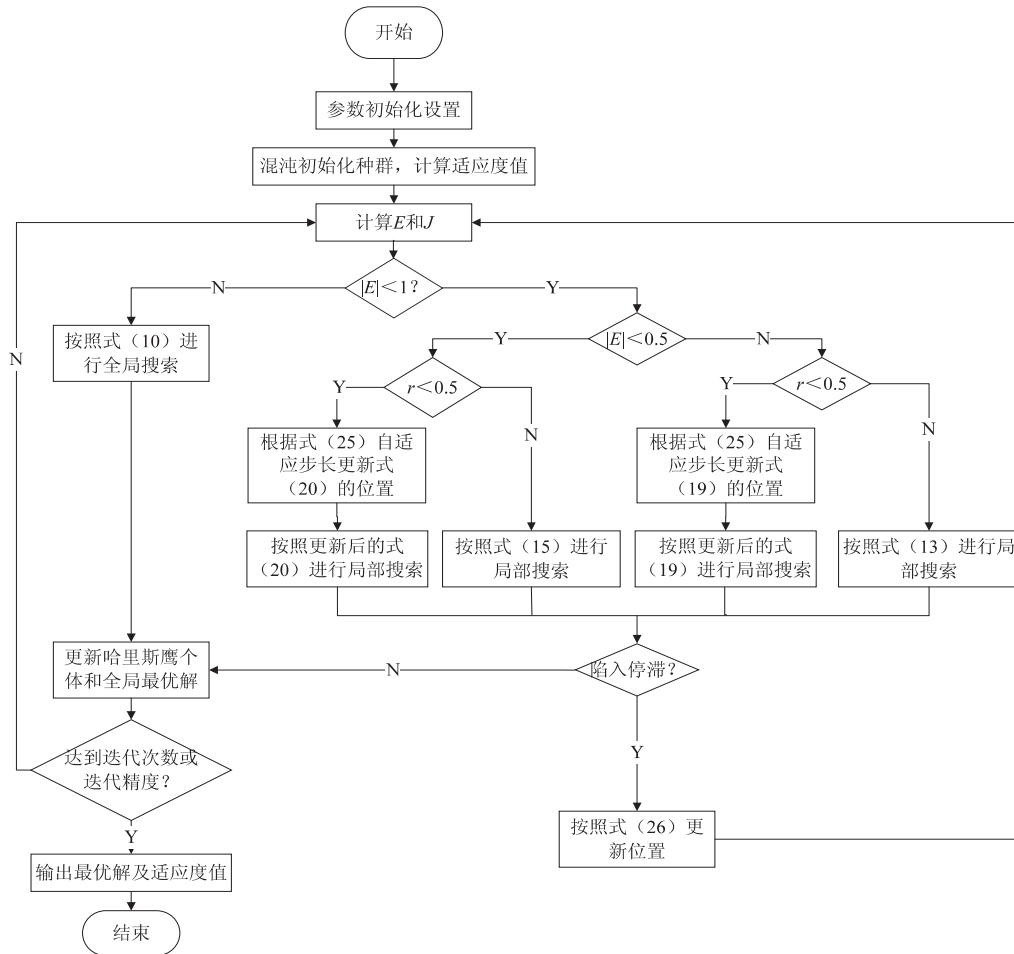 开始
参数初始化设置
混沌初始化种群，计算适应度值
计算E和J
|E|＜1？
N
Y
按照式（10）进
行全局搜索
|E|＜0.5
Y
N
N
r＜0.5
r＜0.5
Y
Y
N
N
根据式（25）自适
应步长更新式
（20）的位置
根据式（25）自适
应步长更新式
（19）的位置
按照更新后的式
（20）进行局部搜索
按照式（15）进行
局部搜索
按照更新后的式
（19）进行局部搜索
按照式（13）进行局
部搜索
更新哈里斯鹰个
体和全局最优解
N
陷入停滞？
达到迭代次数或
迭代精度？
Y
Y
按照式（26）更
新位置
输出最优解及适应度值
结束